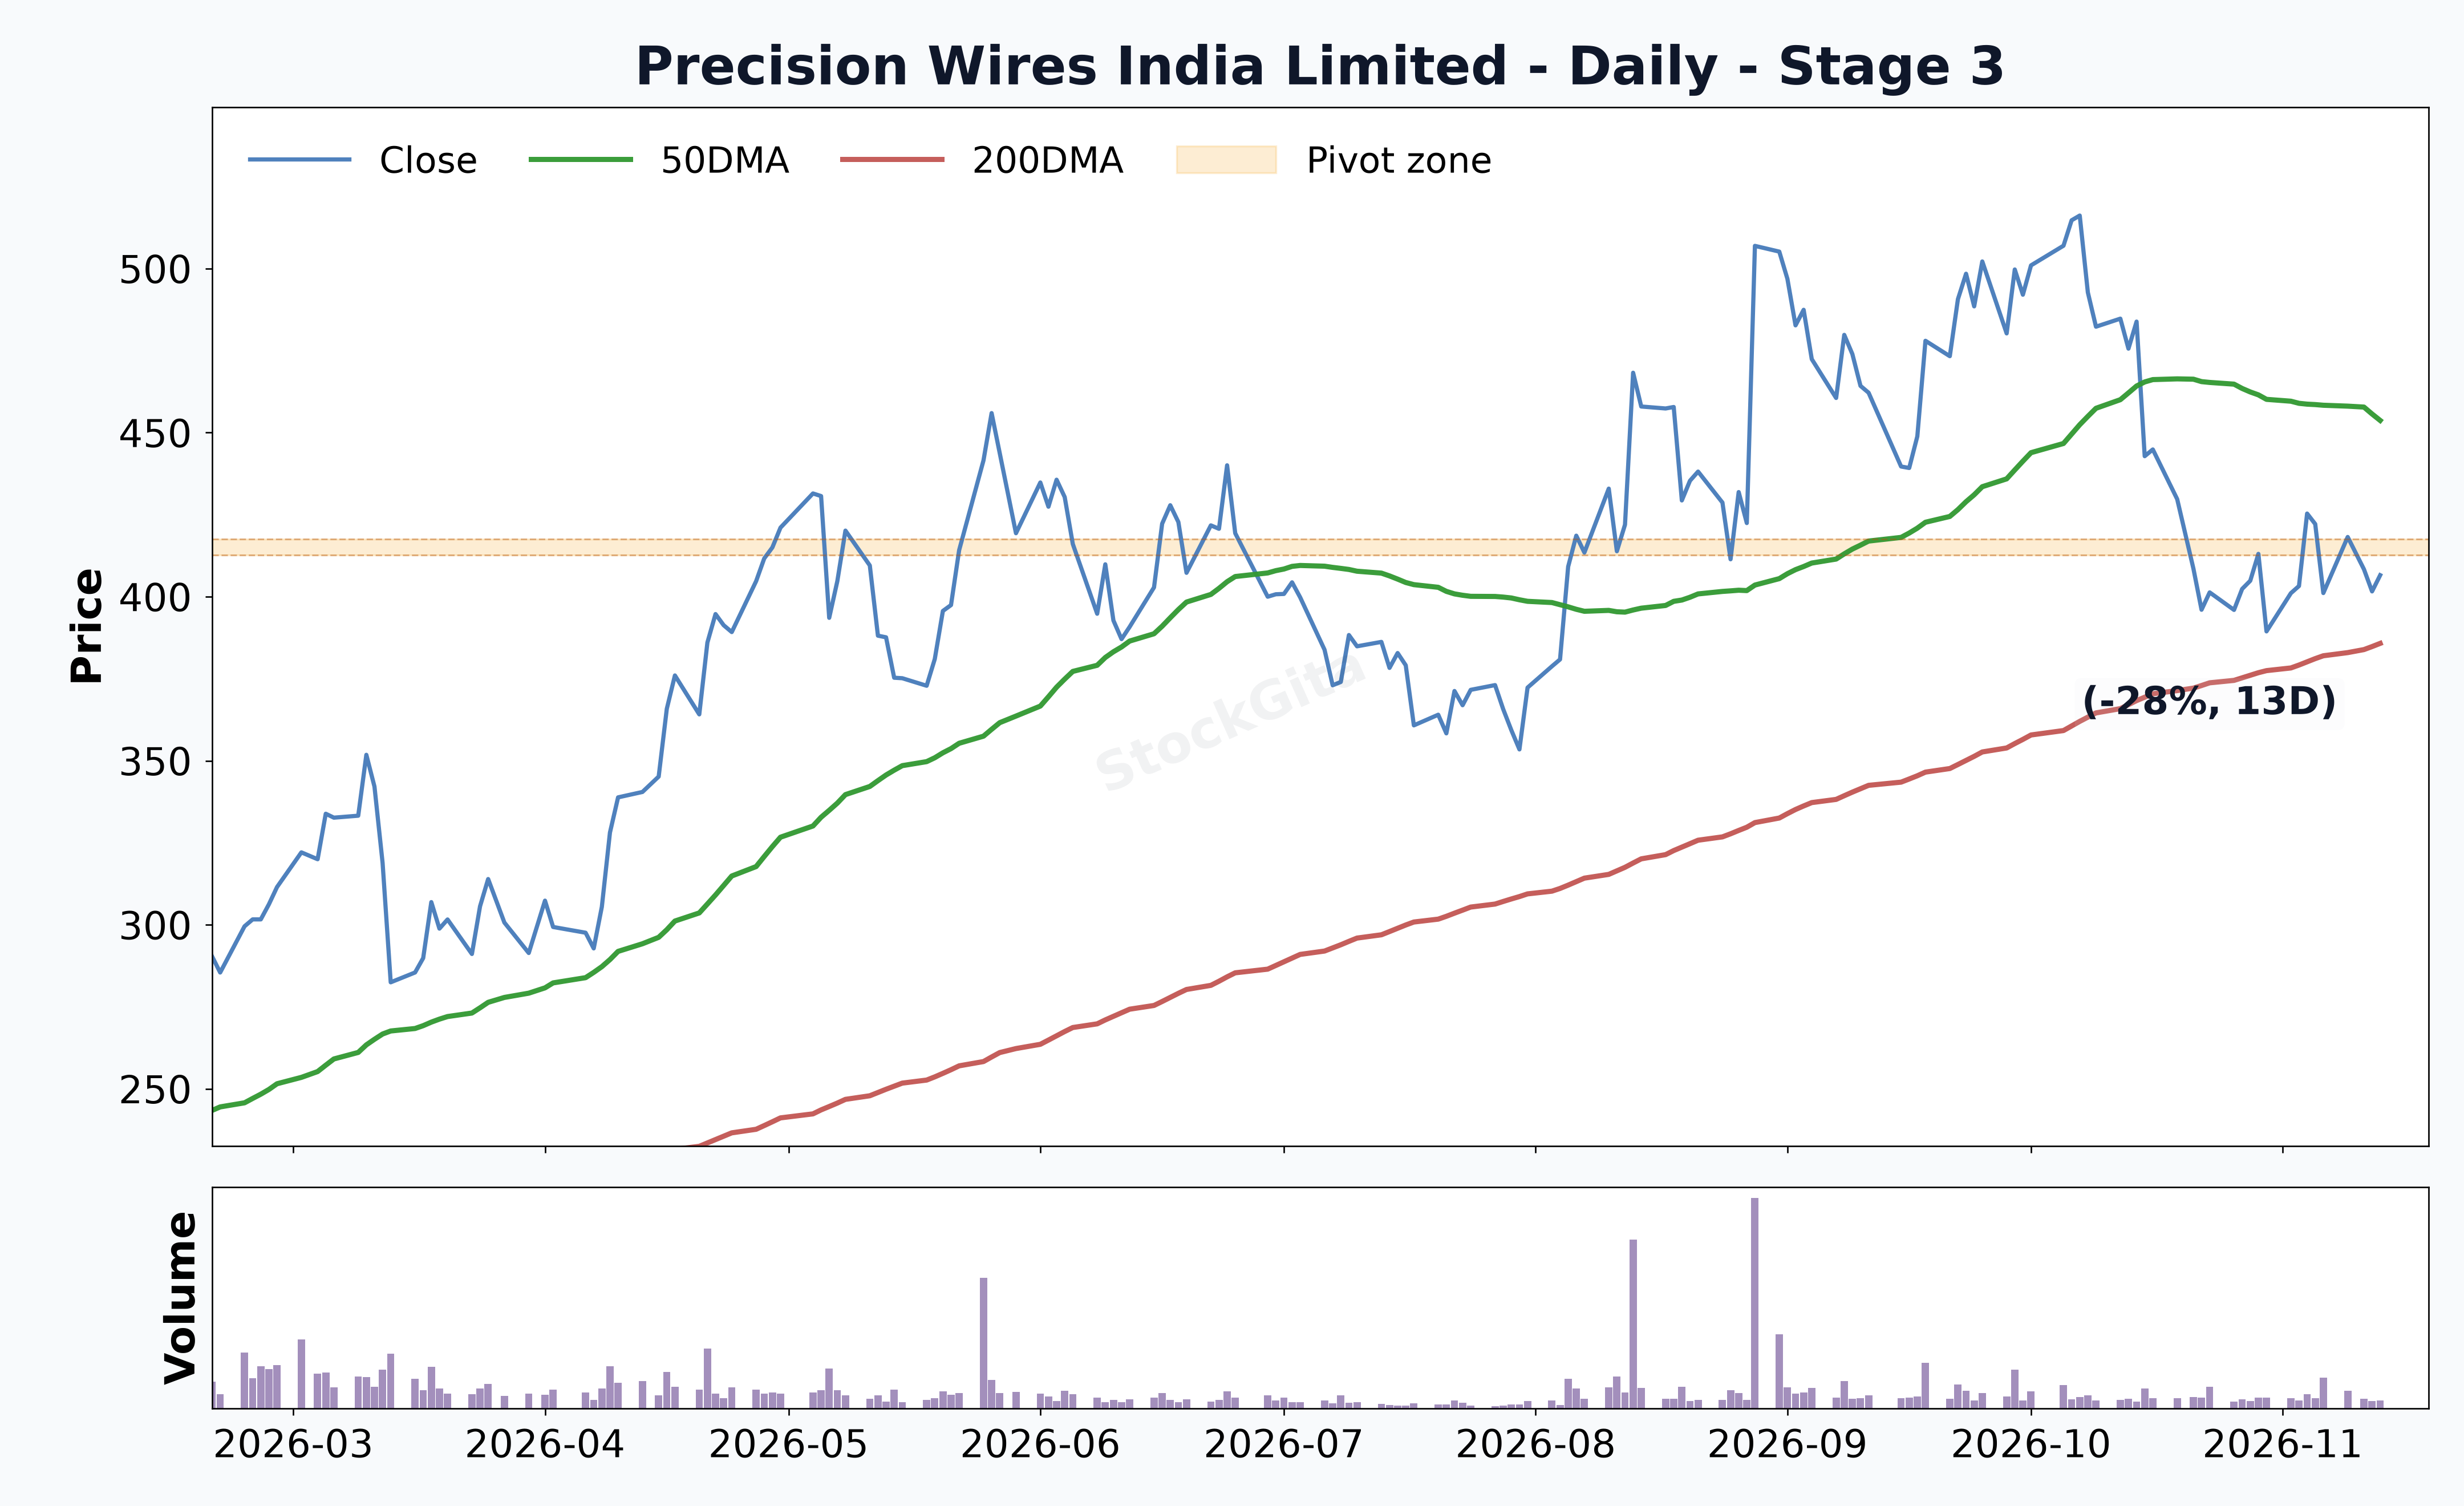 Precision Wires India Limited - Daily - Stage 3
Close 50DMA 200DMA Pivot zone
Price
500
450
400
350
300
250
StockGita
(-28%, 13D)
Volume
2026-03 2026-04 2026-05 2026-06 2026-07 2026-08 2026-09 2026-10 2026-11